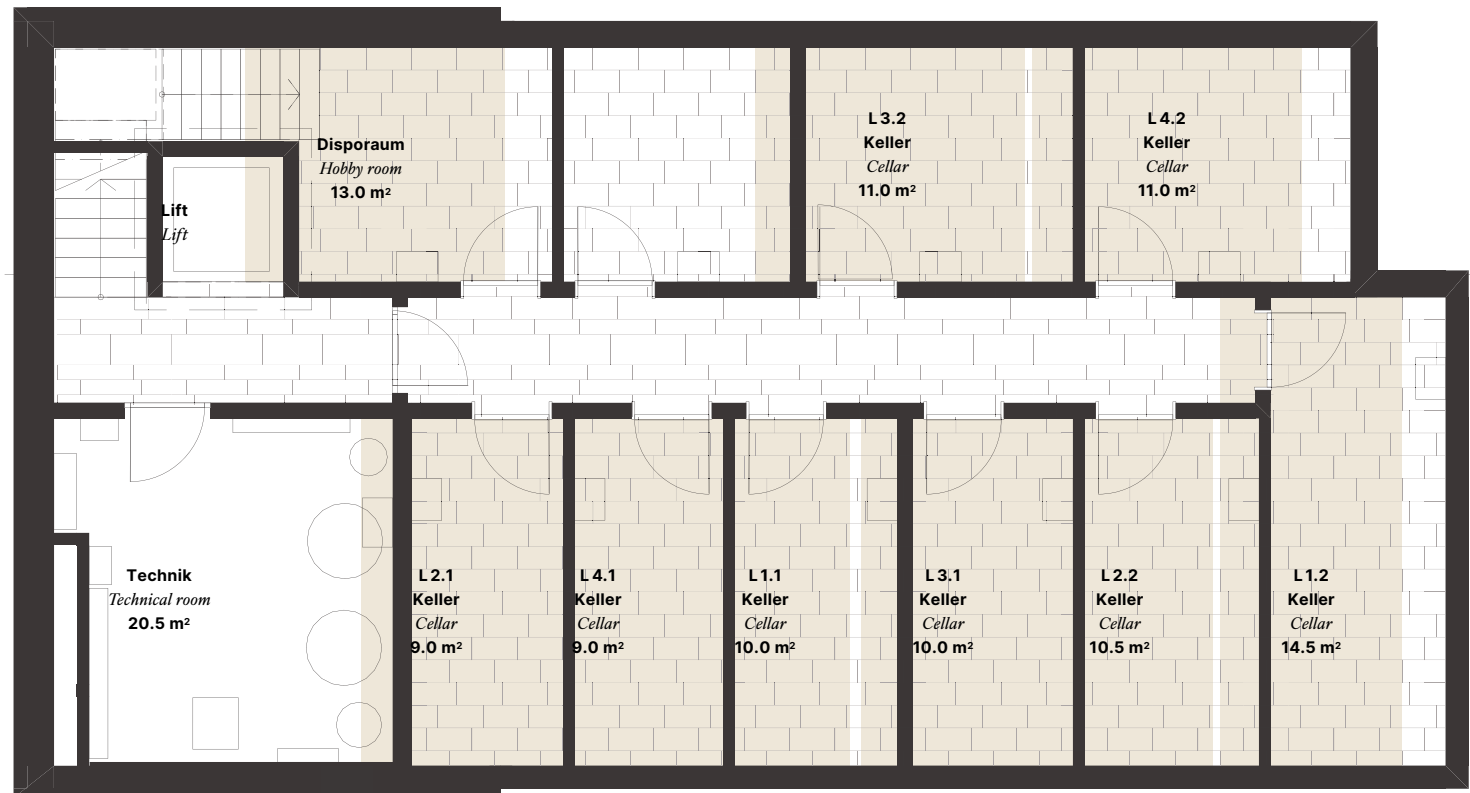 Disporaum
Hobby room
13.0 m²
L 3.2
Keller
Cellar
11.0 m²
L 4.2
Keller
Cellar
11.0 m²
Lift
Lift
Technik
Technical room
20.5 m²
L 2.1
Keller
Cellar
9.0 m²
L 4.1
Keller
Cellar
9.0 m²
L 1.1
Keller
Cellar
10.0 m²
L 3.1
Keller
Cellar
10.0 m²
L 2.2
Keller
Cellar
10.5 m²
L 1.2
Keller
Cellar
14.5 m²